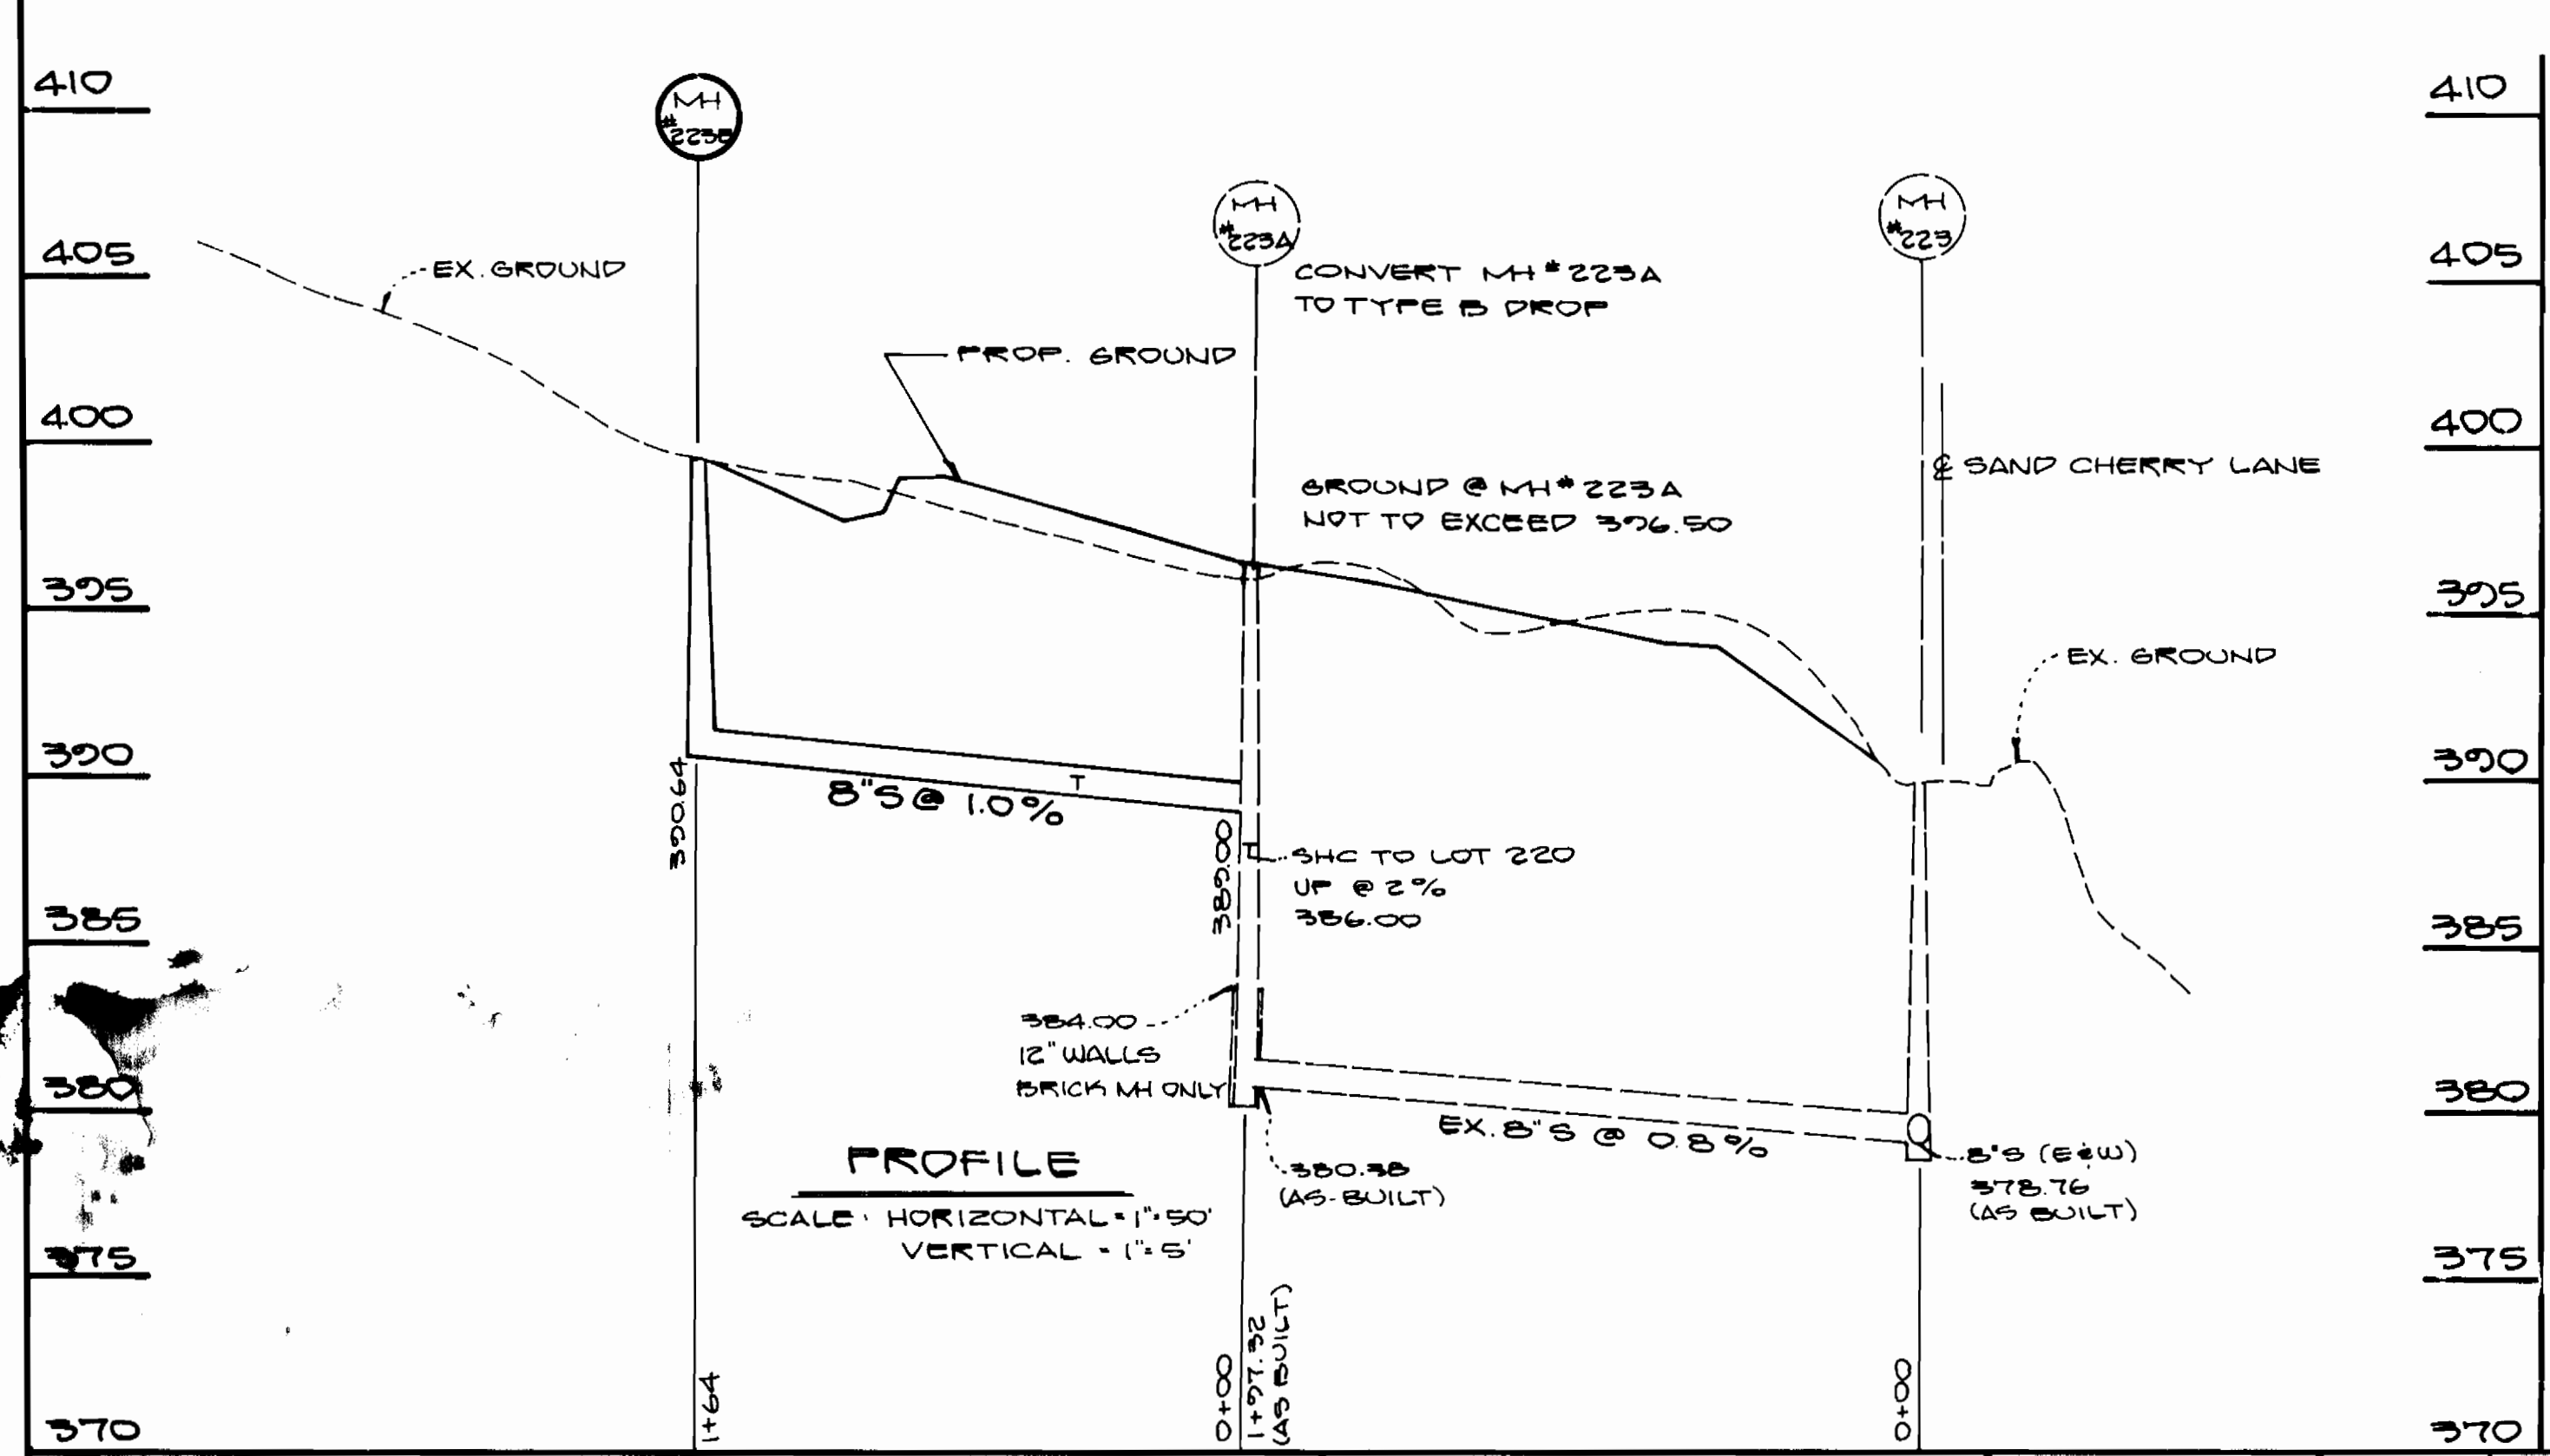 410
405
400
395
390
385
380
375
370
MH
#
223B
MH
#
223A
MH
#
223
410
405
400
395
390
385
380
375
370
EX. GROUND
PROP. GROUND
CONVERT MH # 223A
TO TYPE B DROP
GROUND @ MH # 223A
NOT TO EXCEED 396.50
℄ SAND CHERRY LANE
EX. GROUND
390.64
8"S @ 1.0%
T
389.00
T
SHC TO LOT 220
UP @ 2%
386.00
384.00
12" WALLS
BRICK MH ONLY
EX. 8"S @ 0.8%
380.38
(AS-BUILT)
8"S (E&W)
378.76
(AS BUILT)
PROFILE
SCALE: HORIZONTAL = 1"=50'
VERTICAL = 1"=5'
1+64
0+00
1+97.32
(AS BUILT)
0+00